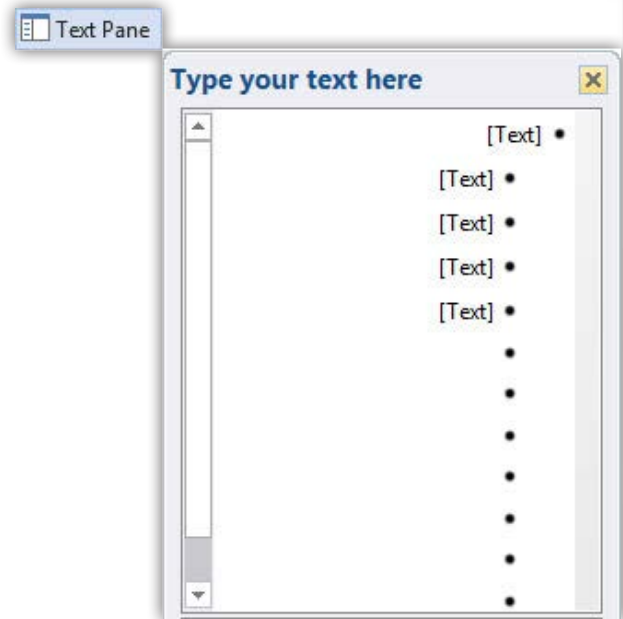 Text Pane
Type your text here
[Text] •
[Text] •
[Text] •
[Text] •
[Text] •
•
•
•
•
•
•
•